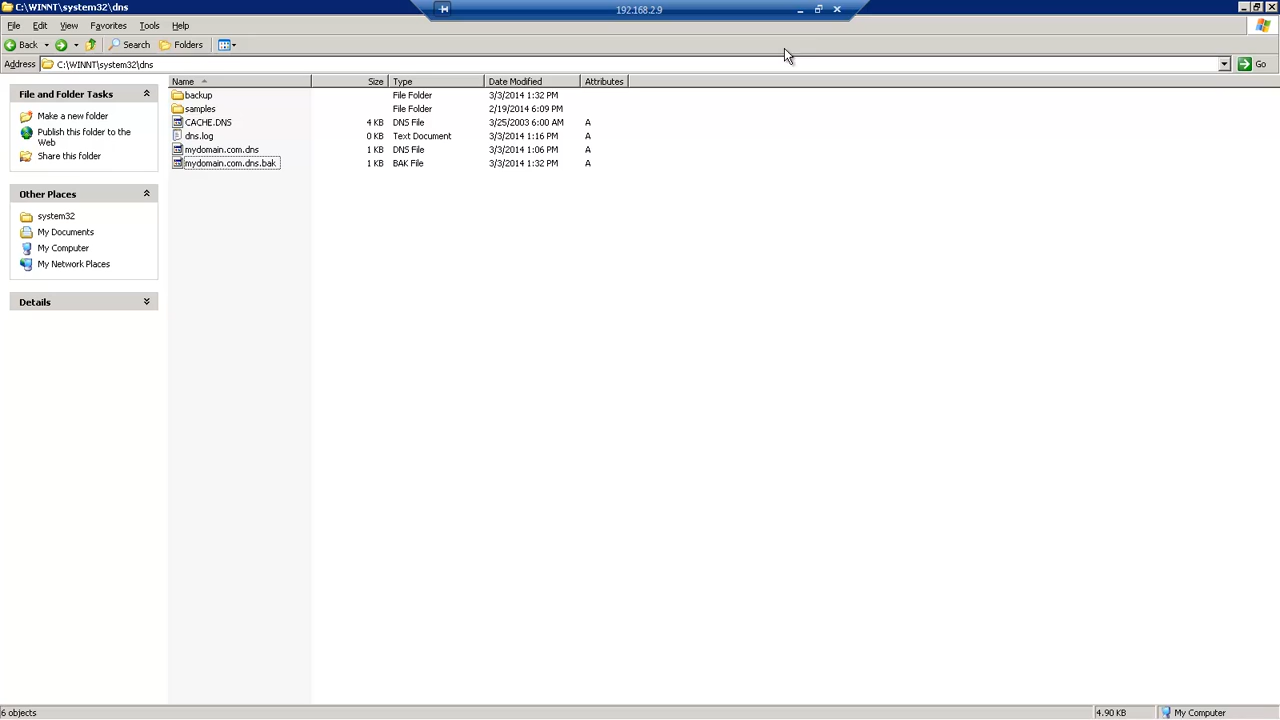 C:\WINNT\system32\dns
192.168.2.9
File Edit View Favorites Tools Help
Back Search Folders
Address C:\WINNT\system32\dns Go
Name Size Type Date Modified Attributes
File and Folder Tasks
Make a new folder
Publish this folder to the
Web
Share this folder
Other Places
system32
My Documents
My Computer
My Network Places
Details
backup File Folder 3/3/2014 1:32 PM
samples File Folder 2/19/2014 6:09 PM
CACHE.DNS 4 KB DNS File 3/25/2003 6:00 AM A
dns.log 0 KB Text Document 3/3/2014 1:16 PM A
mydomain.com.dns 1 KB DNS File 3/3/2014 1:06 PM A
mydomain.com.dns.bak 1 KB BAK File 3/3/2014 1:32 PM A
6 objects 4.90 KB My Computer